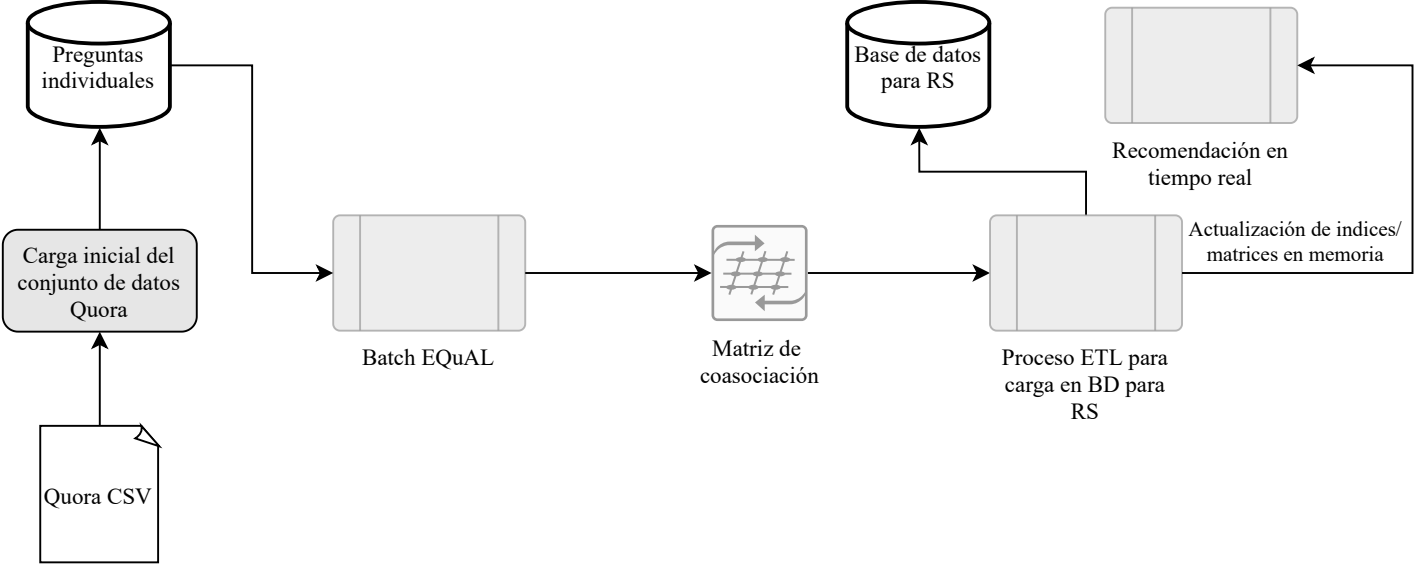 Preguntas
individuales
Base de datos
para RS
Recomendación en
tiempo real
Carga inicial del
conjunto de datos
Quora
Actualización de indices/
matrices en memoria
Batch EQuAL
Matriz de
coasociación
Proceso ETL para
carga en BD para
RS
Quora CSV